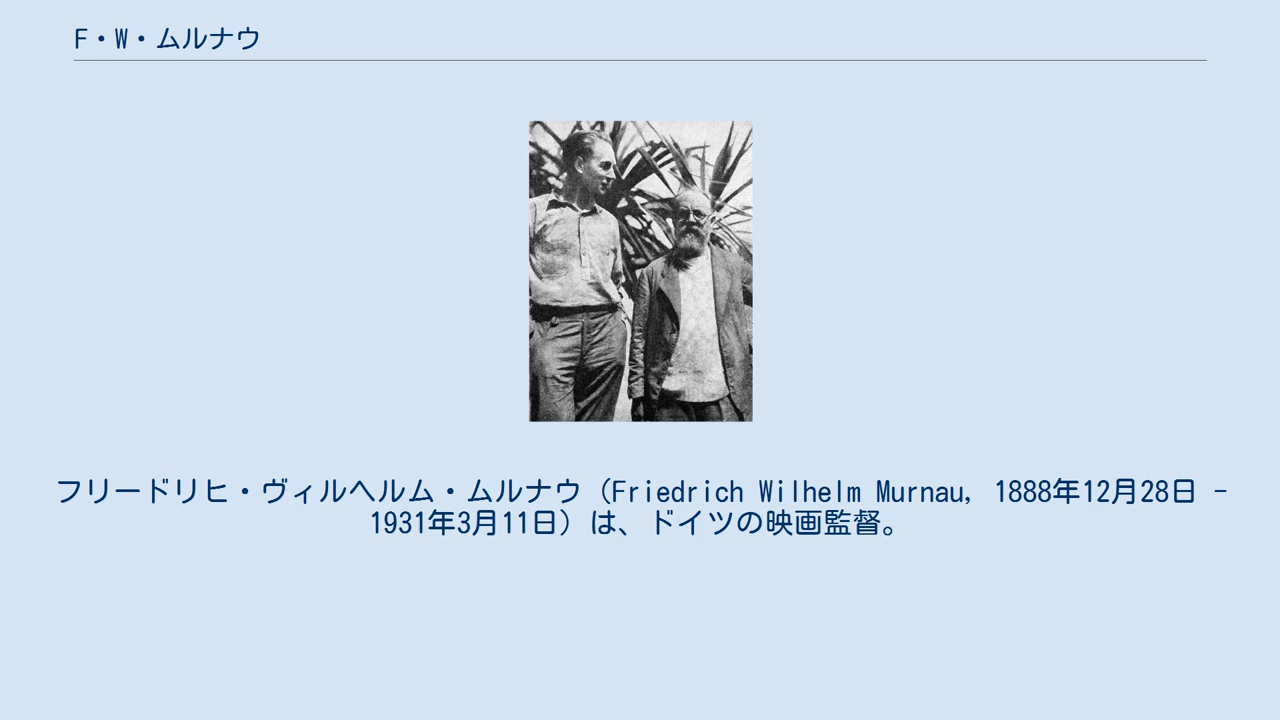 F・W・ムルナウ
フリードリヒ・ヴィルヘルム・ムルナウ（Friedrich Wilhelm Murnau, 1888年12月28日 -
1931年3月11日）は、ドイツの映画監督。